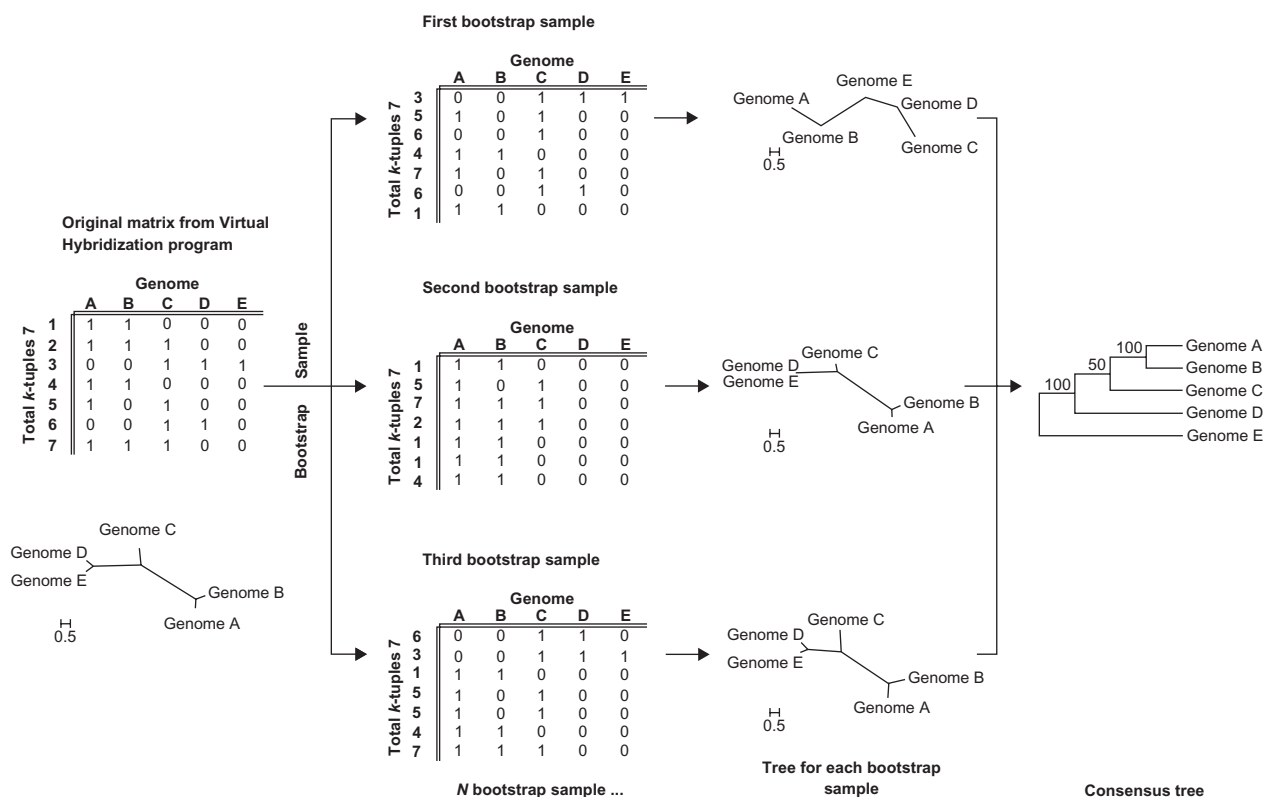 First bootstrap sample
Genome
A B C D E
Total k-tuples 7
3 0 0 1 1 1
5 1 0 1 0 0
6 0 0 1 0 0
4 1 1 0 0 0
7 1 0 1 0 0
6 0 0 1 1 0
1 1 1 0 0 0
Genome E
Genome A
Genome D
Genome B
Genome C
0.5
Original matrix from Virtual
Hybridization program
Genome
A B C D E
Total k-tuples 7
1 1 1 0 0 0
2 1 1 1 0 0
3 0 0 1 1 1
4 1 1 0 0 0
5 1 0 1 0 0
6 0 0 1 1 0
7 1 1 1 0 0
Bootstrap Sample
Second bootstrap sample
Genome
A B C D E
Total k-tuples 7
1 1 1 0 0 0
5 1 0 1 0 0
7 1 1 1 0 0
2 1 1 1 0 0
1 1 1 0 0 0
1 1 1 0 0 0
4 1 1 0 0 0
Genome C
Genome D
Genome E
Genome B
Genome A
0.5
100
50
100
Genome A
Genome B
Genome C
Genome D
Genome E
Genome C
Genome D
Genome E
Genome B
Genome A
0.5
Third bootstrap sample
Genome
A B C D E
Total k-tuples 7
6 0 0 1 1 0
3 0 0 1 1 1
1 1 1 0 0 0
5 1 0 1 0 0
5 1 0 1 0 0
4 1 1 0 0 0
7 1 1 1 0 0
Genome C
Genome D
Genome E
Genome B
Genome A
0.5
N bootstrap sample ...
Tree for each bootstrap
sample
Consensus tree